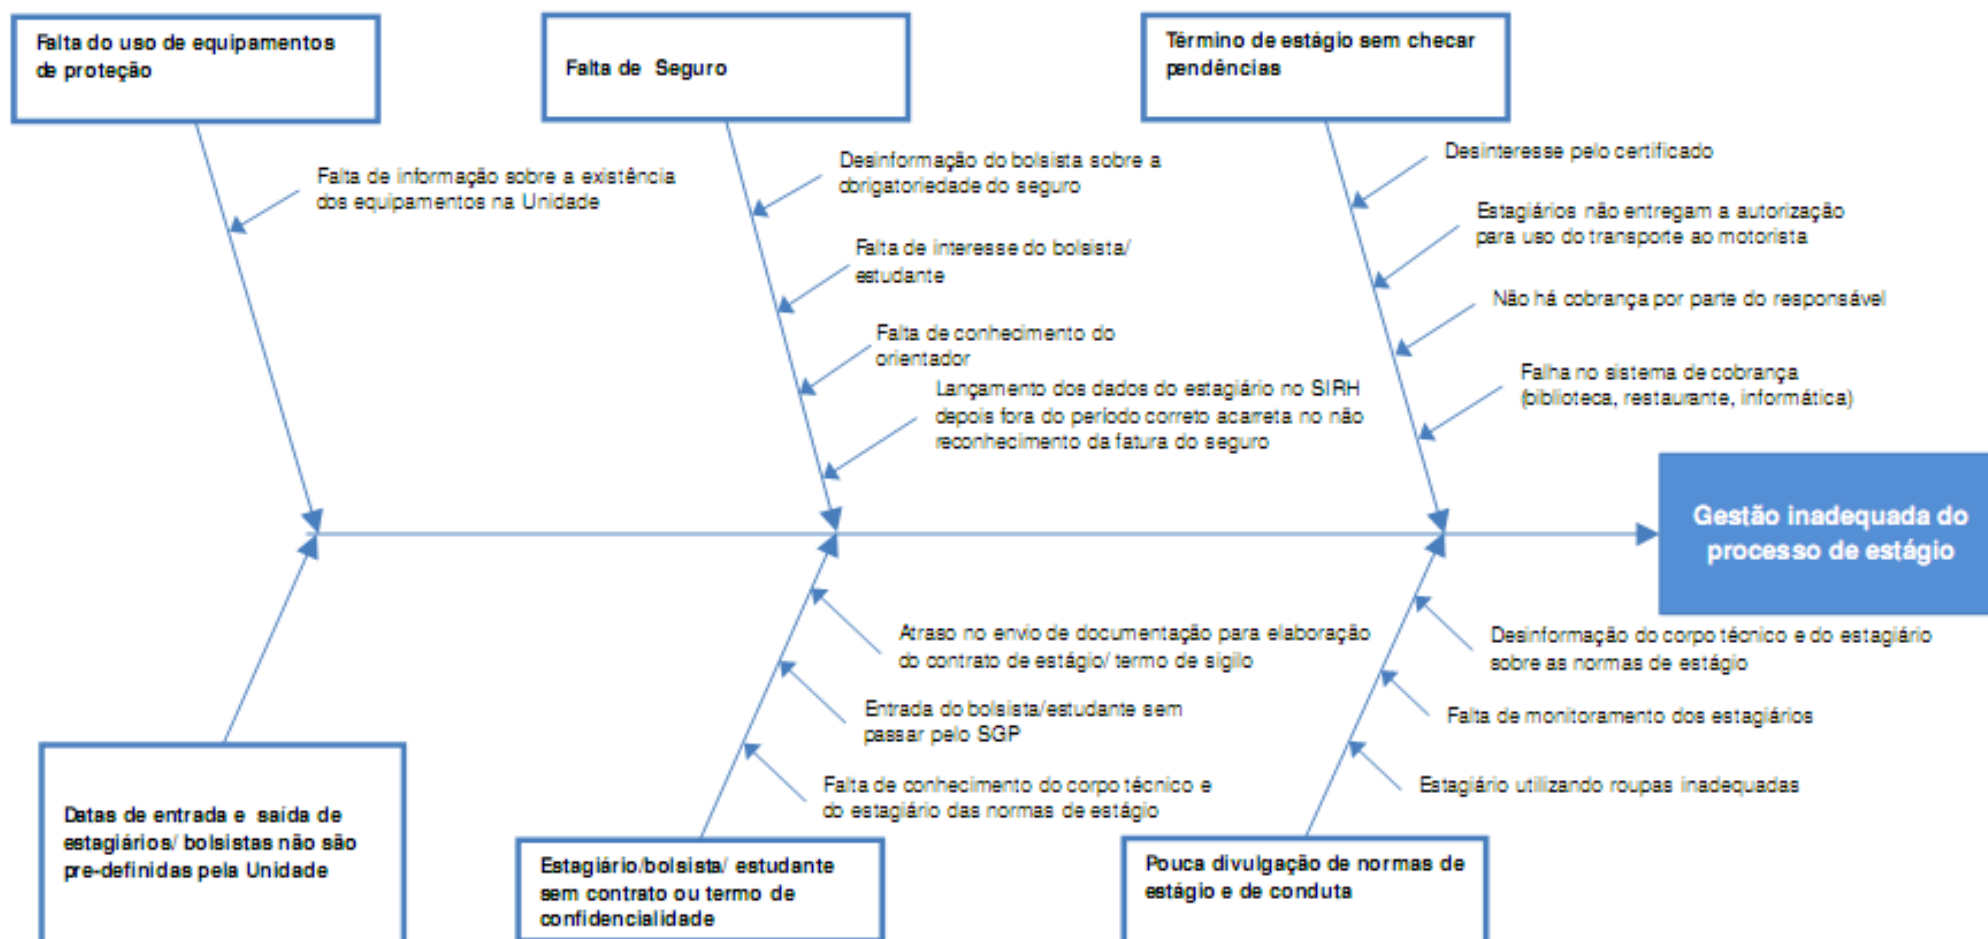 Falta do uso de equipamentos
de proteção
Falta de Seguro
Término de estágio sem checar
pendências
Falta de informação sobre a existência
dos equipamentos na Unidade
Desinformação do bolsista sobre a
obrigatoriedade do seguro
Falta de interesse do bolsista/
estudante
Falta de conhecimento do
orientador
Lançamento dos dados do estagiário no SIRH
depois fora do período correto acarreta no não
reconhecimento da fatura do seguro
Desinteresse pelo certificado
Estagiários não entregam a autorização
para uso do transporte ao motorista
Não há cobrança por parte do responsável
Falha no sistema de cobrança
(biblioteca, restaurante, informática)
Gestão inadequada do
processo de estágio
Atraso no envio de documentação para elaboração
do contrato de estágio/ termo de sigilo
Entrada do bolsista/estudante sem
passar pelo SGP
Falta de conhecimento do corpo técnico e
do estagiário das normas de estágio
Desinformação do corpo técnico e do estagiário
sobre as normas de estágio
Falta de monitoramento dos estagiários
Estagiário utilizando roupas inadequadas
Datas de entrada e saída de
estagiários/ bolsistas não são
pre-definidas pela Unidade
Estagiário/bolsista/ estudante
sem contrato ou termo de
confidencialidade
Pouca divulgação de normas de
estágio e de conduta